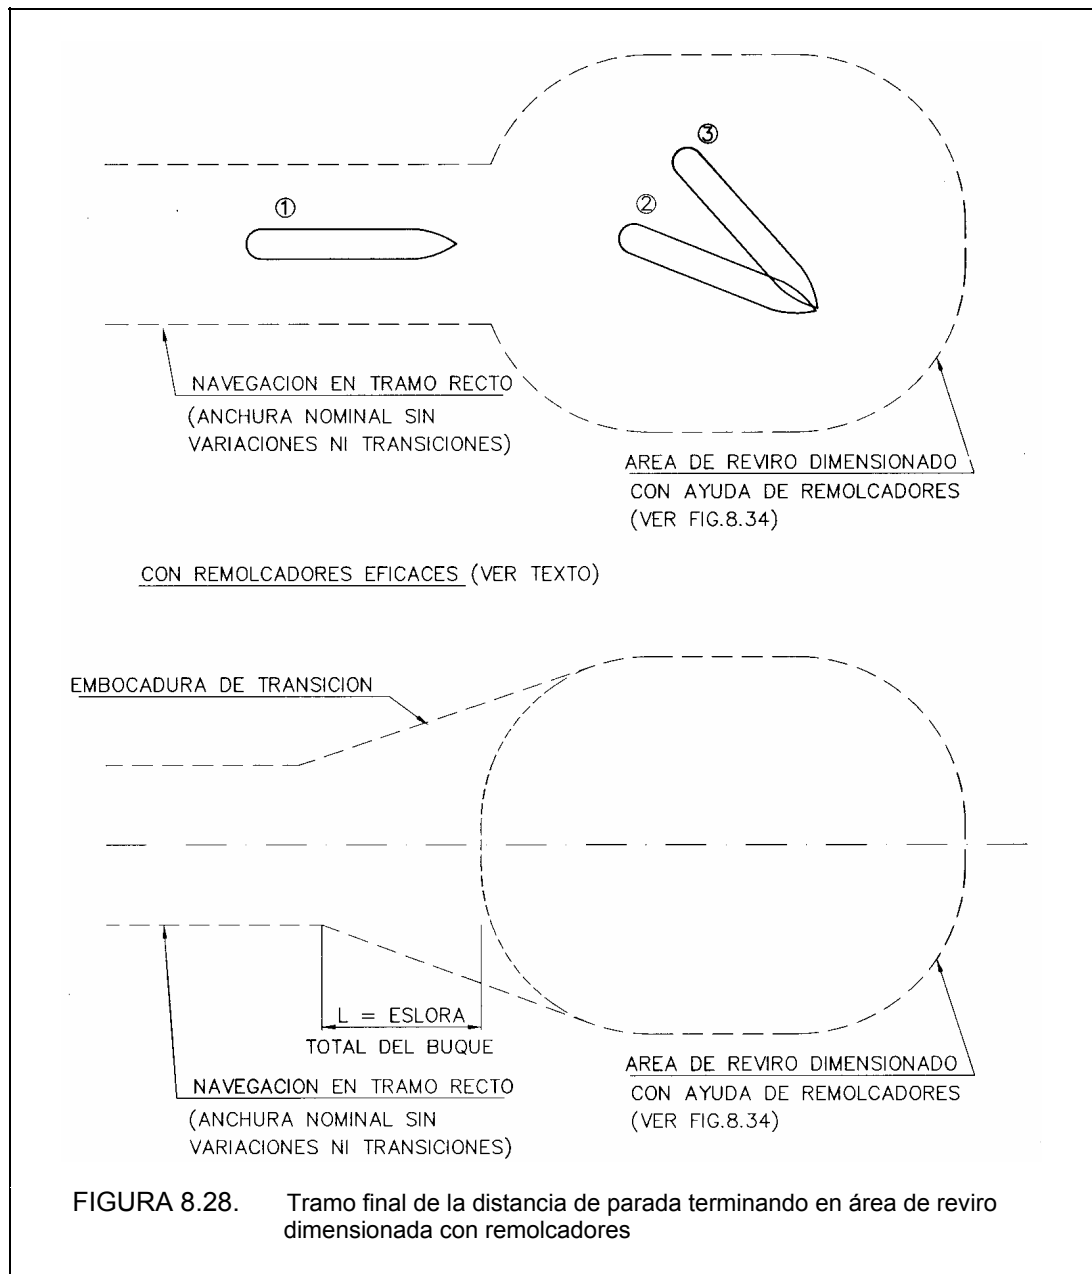 ①
③
②
NAVEGACION EN TRAMO RECTO
(ANCHURA NOMINAL SIN
VARIACIONES NI TRANSICIONES)
AREA DE REVIRO DIMENSIONADO
CON AYUDA DE REMOLCADORES
(VER FIG.8.34)
CON REMOLCADORES EFICACES (VER TEXTO)
EMBOCADURA DE TRANSICION
L = ESLORA
TOTAL DEL BUQUE
NAVEGACION EN TRAMO RECTO
(ANCHURA NOMINAL SIN
VARIACIONES NI TRANSICIONES)
AREA DE REVIRO DIMENSIONADO
CON AYUDA DE REMOLCADORES
(VER FIG.8.34)
FIGURA 8.28. Tramo final de la distancia de parada terminando en área de reviro
dimensionada con remolcadores